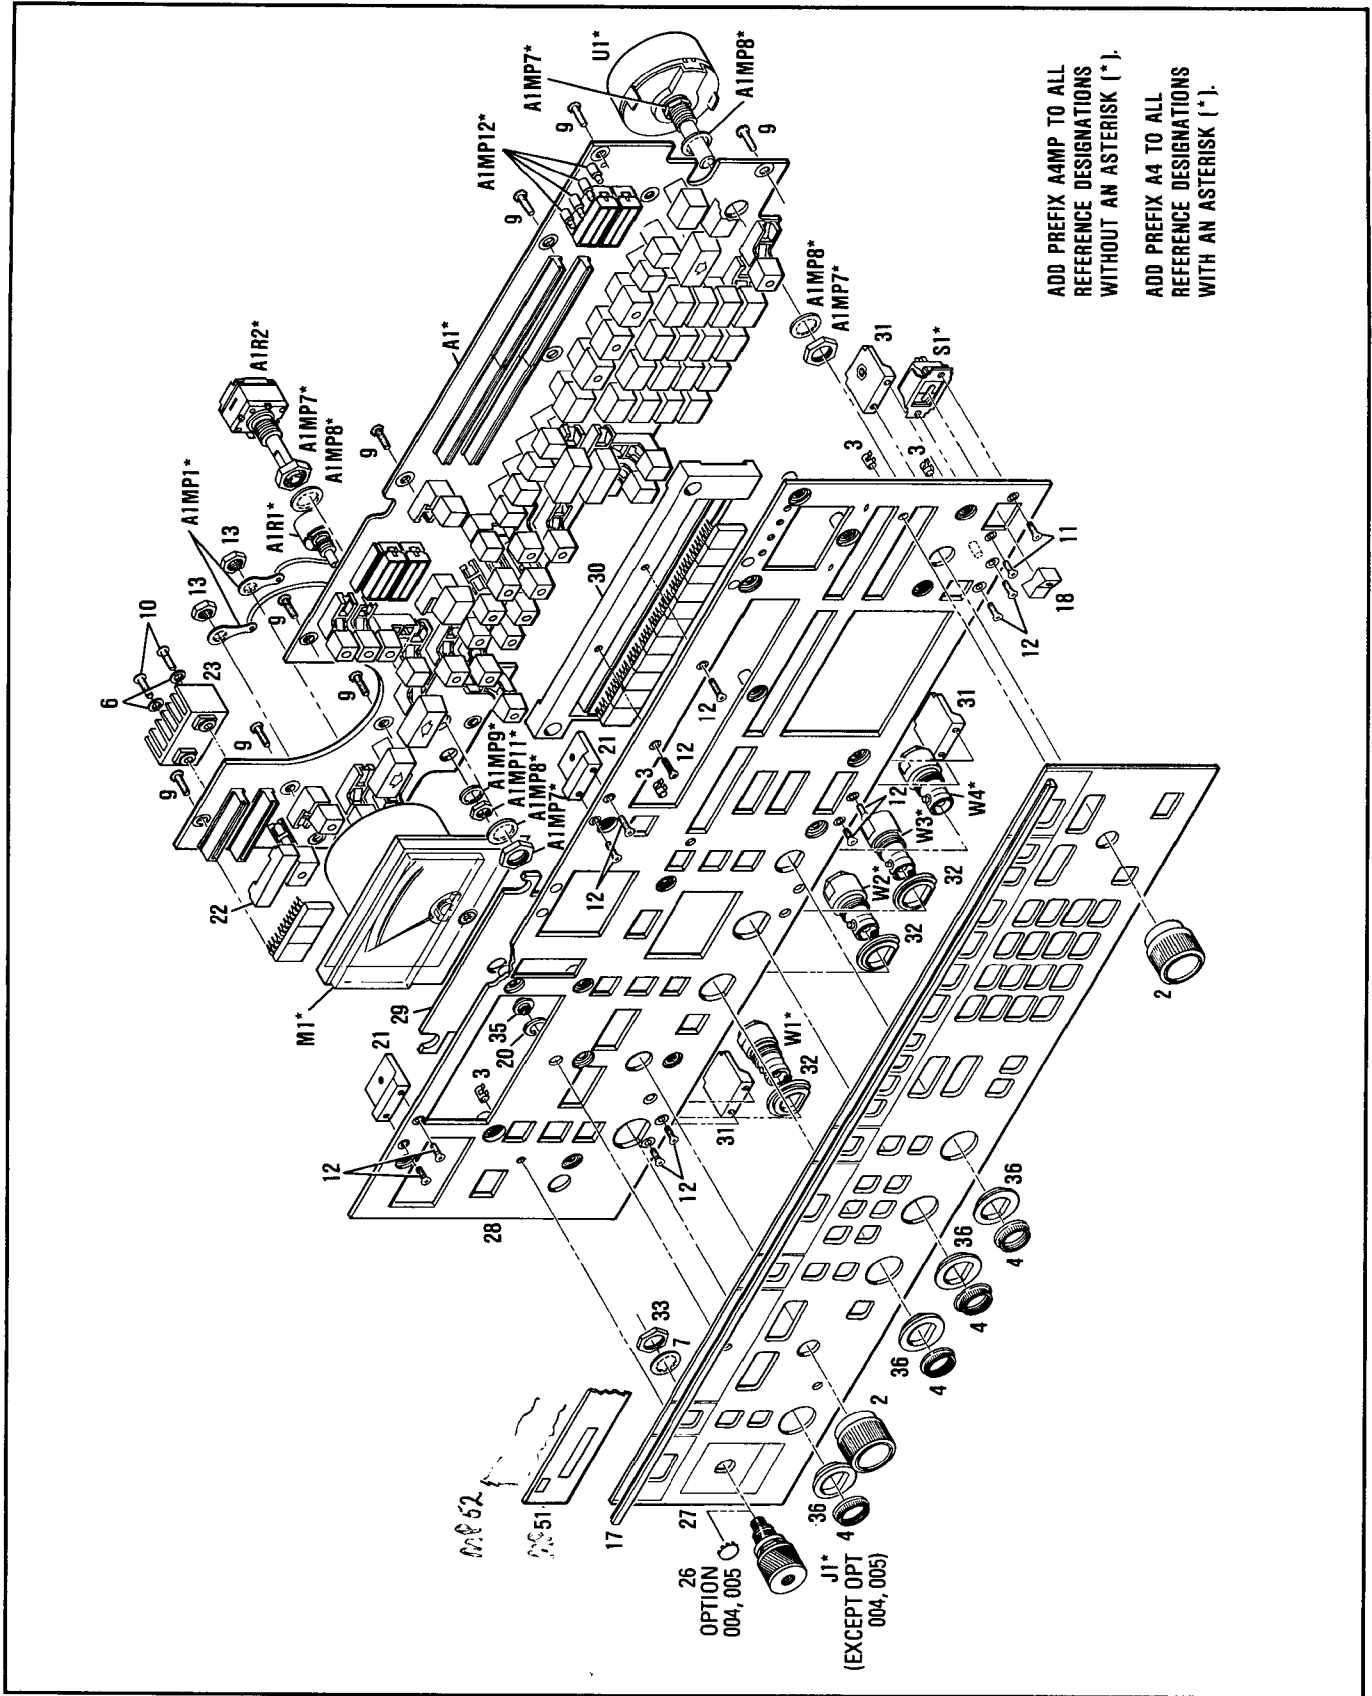 U1*
A1MP7*
A1MP8*
9
9
A1MP12*
9
ADD PREFIX A4MP TO ALL
REFERENCE DESIGNATIONS
WITHOUT AN ASTERISK (*).
ADD PREFIX A4 TO ALL
REFERENCE DESIGNATIONS
WITH AN ASTERISK (*).
A1*
A1R2*
9
A1MP7*
A1MP8*
A1MP1*
A1R1*
13
13
9
10
6
23
9
9
9
A1MP8*
A1MP7*
31
S1*
3
3
30
11
18
12
12
12
3
21
31
A1MP9*
A1MP11*
A1MP8*
A1MP7*
22
M1*
29
21
35
20
3
12
12
12
W4*
W3*
W2*
32
32
W1*
32
31
12
28
2
33
7
36
4
36
4
36
4
2
36
4
MP52
51
17
27
26
OPTION
004, 005
J1*
(EXCEPT OPT
004, 005)